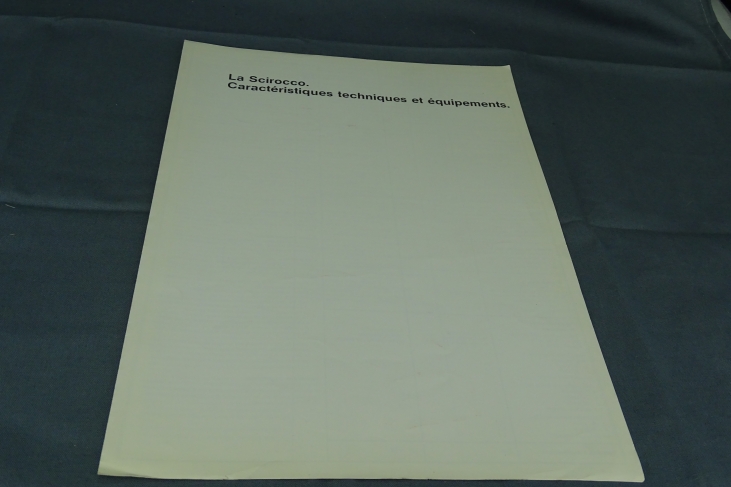 La Scirocco.
Caractéristiques techniques et équipements.